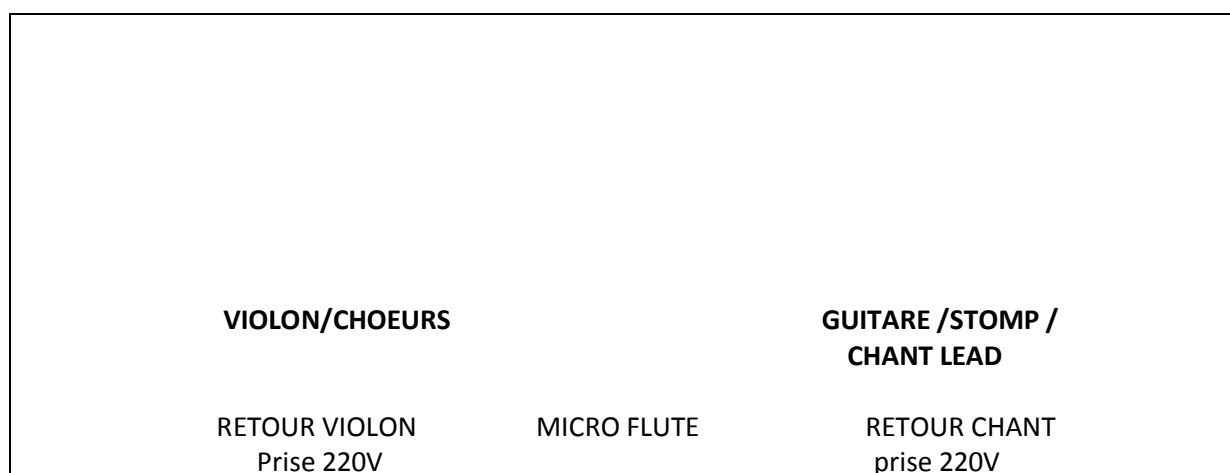 VIOLON/CHOEURS
GUITARE /STOMP /
CHANT LEAD
RETOUR VIOLON
Prise 220V
MICRO FLUTE
RETOUR CHANT
prise 220V